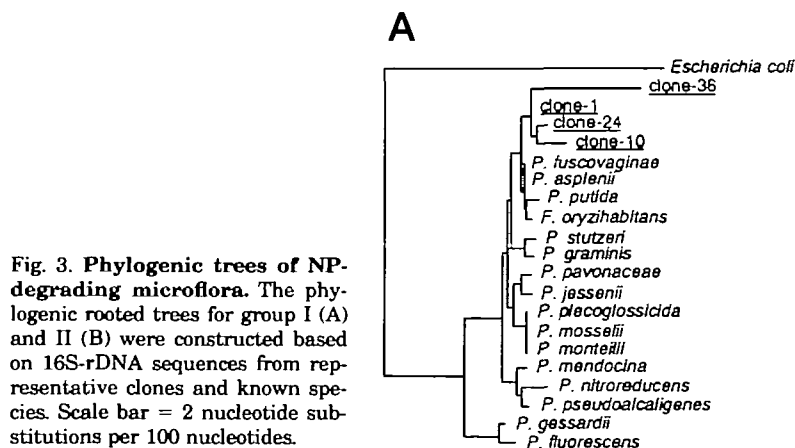 A
Escherichia coli
clone-36
clone-1
clone-24
clone-10
P. fuscovaginae
P. asplenii
P. putida
F. oryzihabitans
P stutzeri
P graminis
P. pavonaceae
P. jessenii
P. plecoglossicida
P. mosselii
P monteilli
P. mendocina
P. nitroreducens
P. pseudoalcaligenes
P. gessardii
P. fluorescens
Fig. 3. Phylogenic trees of NP-
degrading microflora. The phy-
logenic rooted trees for group I (A)
and II (B) were constructed based
on 16S-rDNA sequences from rep-
resentative clones and known spe-
cies. Scale bar = 2 nucleotide sub-
stitutions per 100 nucleotides.